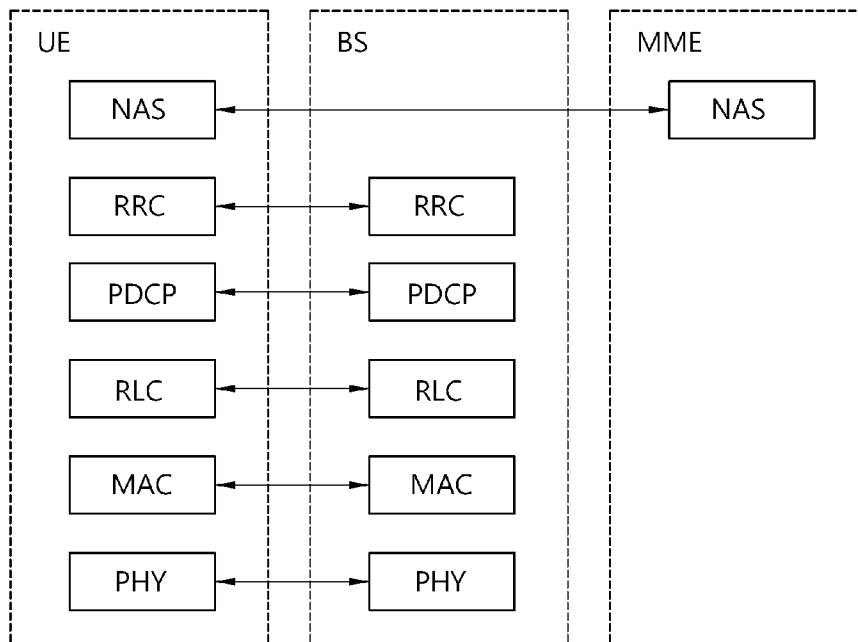 UE BS MME
NAS NAS
RRC RRC
PDCP PDCP
RLC RLC
MAC MAC
PHY PHY